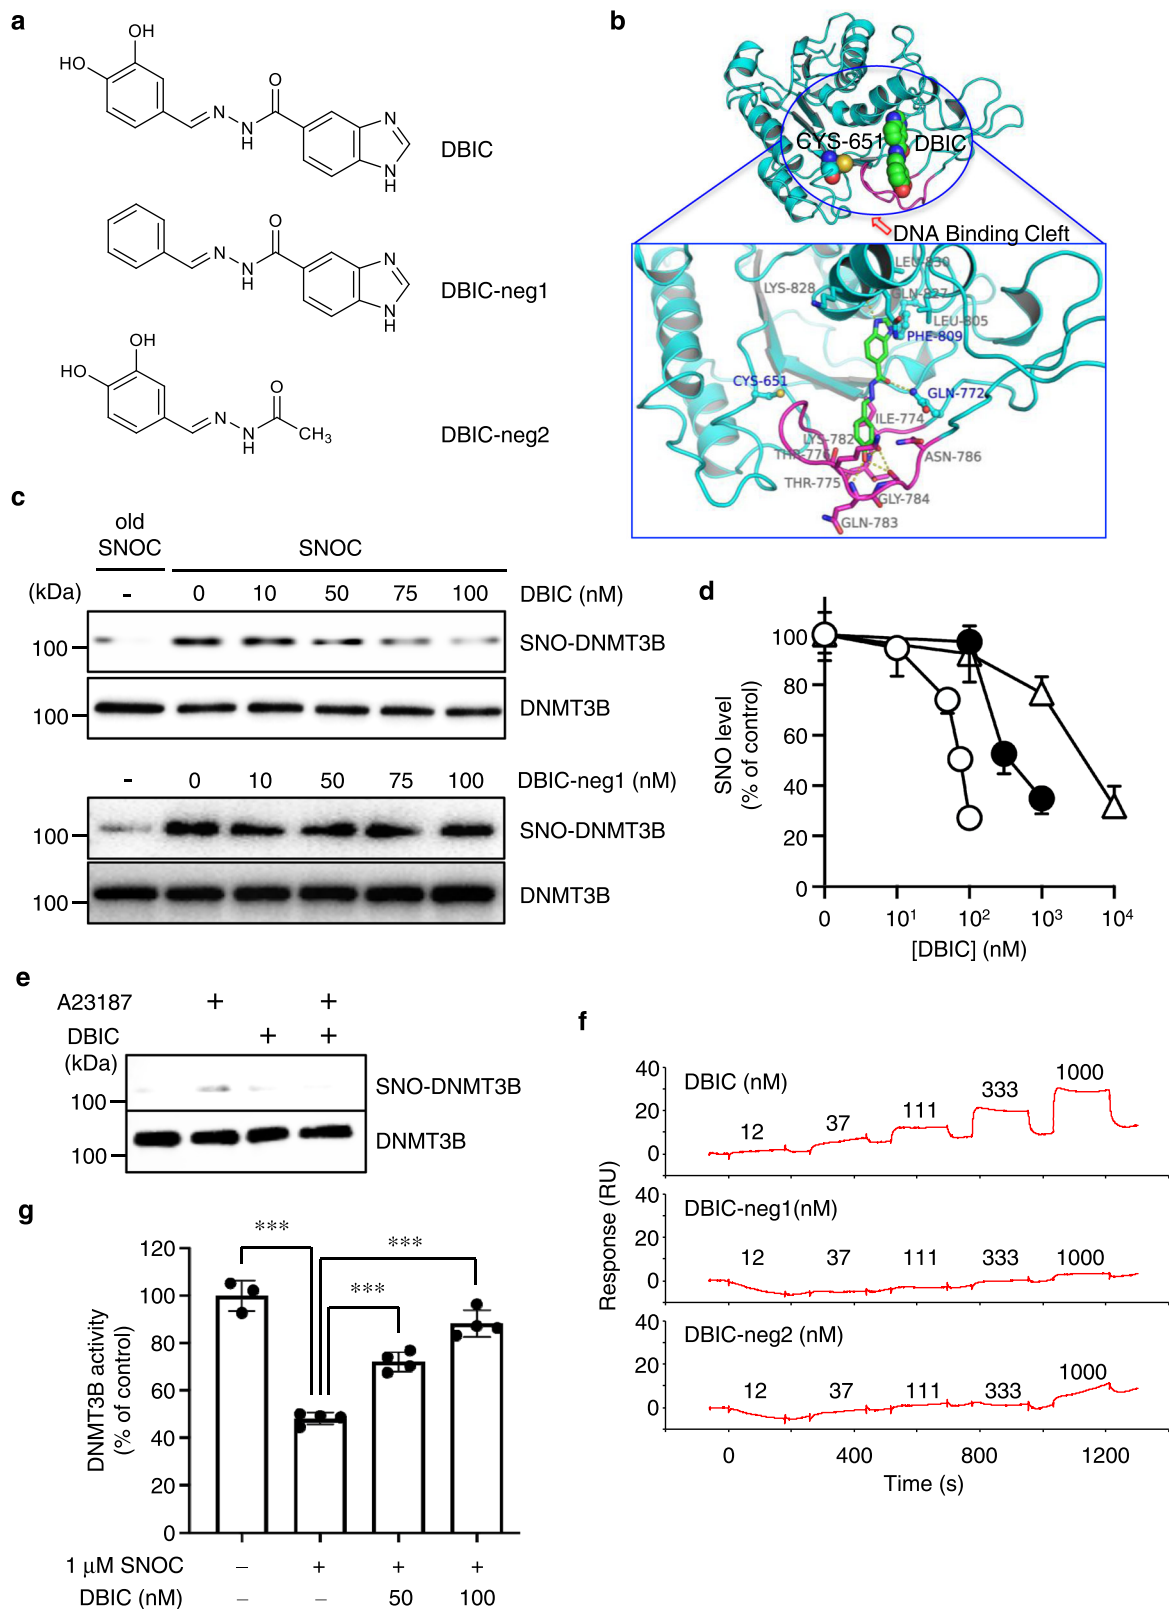 a
OH
HO
O
N
N
H
N
N
H
DBIC
O
N
N
H
N
N
H
DBIC-neg1
OH
HO
O
N
N
H
CH3
DBIC-neg2
b
CYS-651
DBIC
DNA Binding Cleft
LEU-830
LYS-828
GLN-827
LEU-805
PHE-809
CYS-651
GLN-772
ILE-774
LYS-782
THR-776
ASN-786
THR-775
GLY-784
GLN-783
c
old
SNOC
SNOC
(kDa)
- 0 10 50 75 100 DBIC (nM)
100
SNO-DNMT3B
100
DNMT3B
- 0 10 50 75 100 DBIC-neg1 (nM)
100
SNO-DNMT3B
100
DNMT3B
d
SNO level
(% of control)
100
80
60
40
20
0
0 10¹ 10² 10³ 10⁴
[DBIC] (nM)
e
A23187 + +
DBIC + +
(kDa)
100
SNO-DNMT3B
100
DNMT3B
f
Response (RU)
40
20
0
DBIC (nM)
12 37 111 333 1000
40
20
0
DBIC-neg1(nM)
12 37 111 333 1000
40
20
0
DBIC-neg2 (nM)
12 37 111 333 1000
0 400 800 1200
Time (s)
g
DNMT3B activity
(% of control)
120
100
80
60
40
20
0
***
***
***
1 μM SNOC – + + +
DBIC (nM) – – 50 100